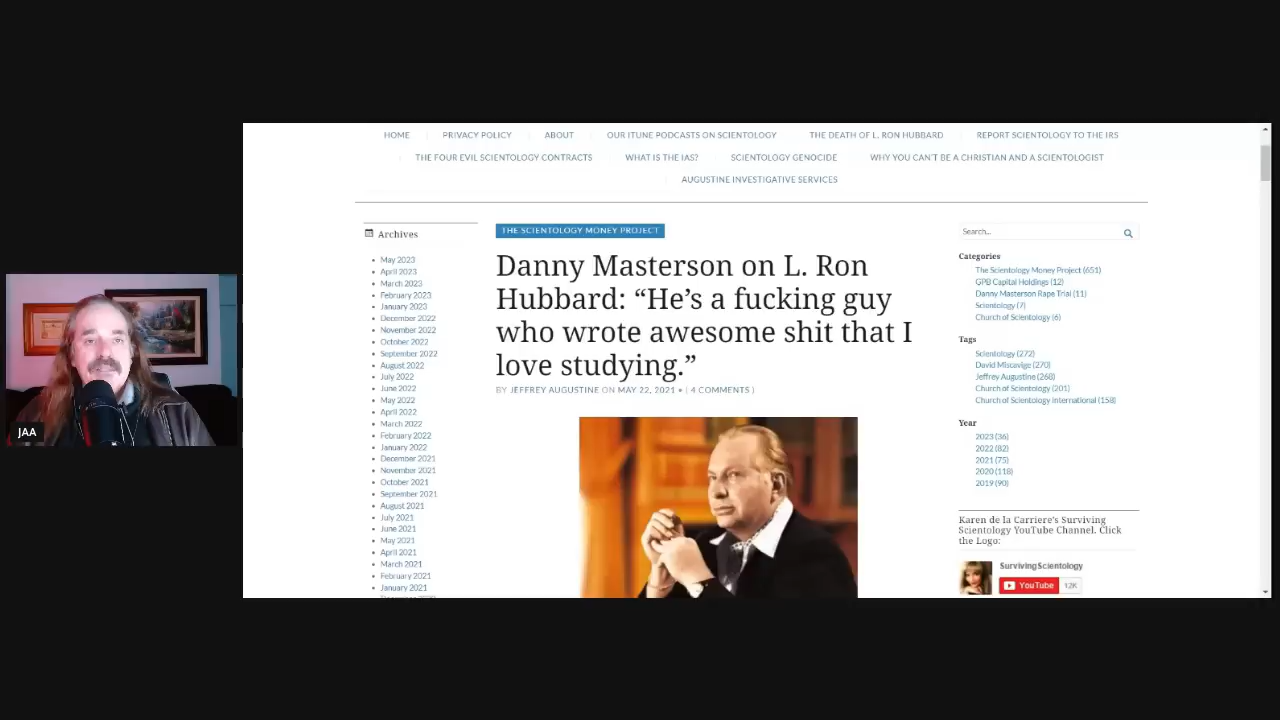 HOME
PRIVACY POLICY
ABOUT
OUR ITUNE PODCASTS ON SCIENTOLOGY
THE DEATH OF L. RON HUBBARD
REPORT SCIENTOLOGY TO THE IRS
THE FOUR EVIL SCIENTOLOGY CONTRACTS
WHAT IS THE IAS?
SCIENTOLOGY GENOCIDE
WHY YOU CAN'T BE A CHRISTIAN AND A SCIENTOLOGIST
AUGUSTINE INVESTIGATIVE SERVICES
JAA
Archives
May 2023
April 2023
March 2023
February 2023
January 2023
December 2022
November 2022
October 2022
September 2022
August 2022
July 2022
June 2022
May 2022
April 2022
March 2022
February 2022
January 2022
December 2021
November 2021
October 2021
September 2021
August 2021
July 2021
June 2021
May 2021
April 2021
March 2021
February 2021
January 2021
THE SCIENTOLOGY MONEY PROJECT
Danny Masterson on L. Ron
Hubbard: “He’s a fucking guy
who wrote awesome shit that I
love studying.”
BY JEFFREY AUGUSTINE ON MAY 22, 2021 • ( 4 COMMENTS )
Search...
Categories
The Scientology Money Project (651)
GPB Capital Holdings (12)
Danny Masterson Rape Trial (11)
Scientology (7)
Church of Scientology (6)
Tags
Scientology (272)
David Miscavige (270)
Jeffrey Augustine (268)
Church of Scientology (201)
Church of Scientology International (158)
Year
2023 (36)
2022 (82)
2021 (75)
2020 (118)
2019 (90)
Karen de la Carriere's Surviving
Scientology YouTube Channel. Click
the Logo:
SurvivingScientology
YouTube
12K